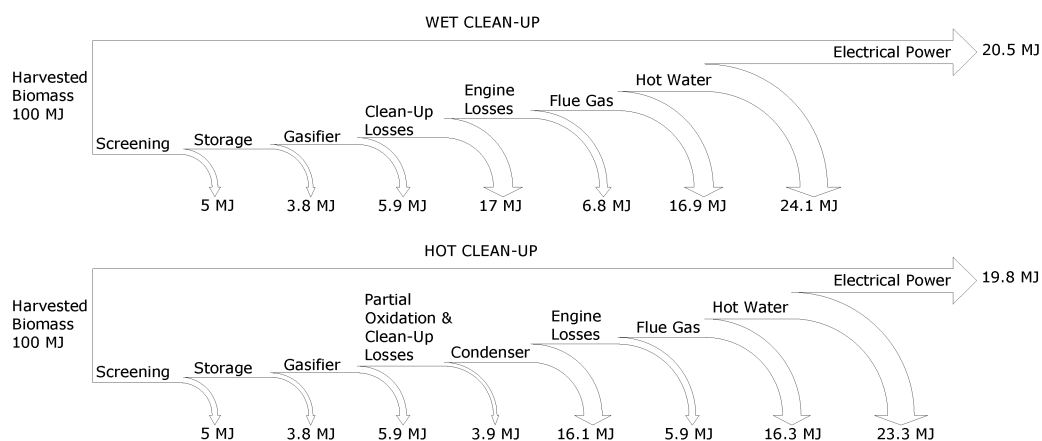 WET CLEAN-UP
Electrical Power
20.5 MJ
Harvested
Biomass
100 MJ
Hot Water
Engine
Losses
Flue Gas
Clean-Up
Losses
Gasifier
Storage
Screening
5 MJ
3.8 MJ
5.9 MJ
17 MJ
6.8 MJ
16.9 MJ
24.1 MJ
HOT CLEAN-UP
Electrical Power
19.8 MJ
Harvested
Biomass
100 MJ
Partial
Oxidation &
Clean-Up
Losses
Hot Water
Engine
Losses
Flue Gas
Condenser
Gasifier
Storage
Screening
5 MJ
3.8 MJ
5.9 MJ
3.9 MJ
16.1 MJ
5.9 MJ
16.3 MJ
23.3 MJ